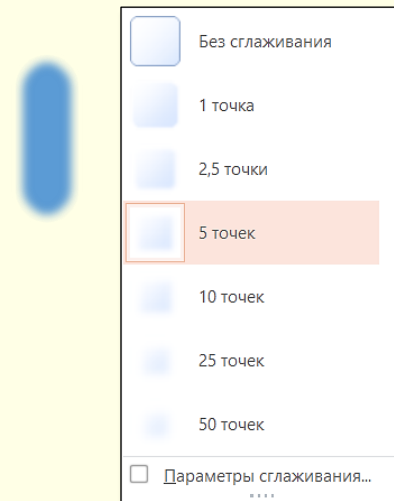 Без сглаживания
1 точка
2,5 точки
5 точек
10 точек
25 точек
50 точек
Параметры сглаживания...